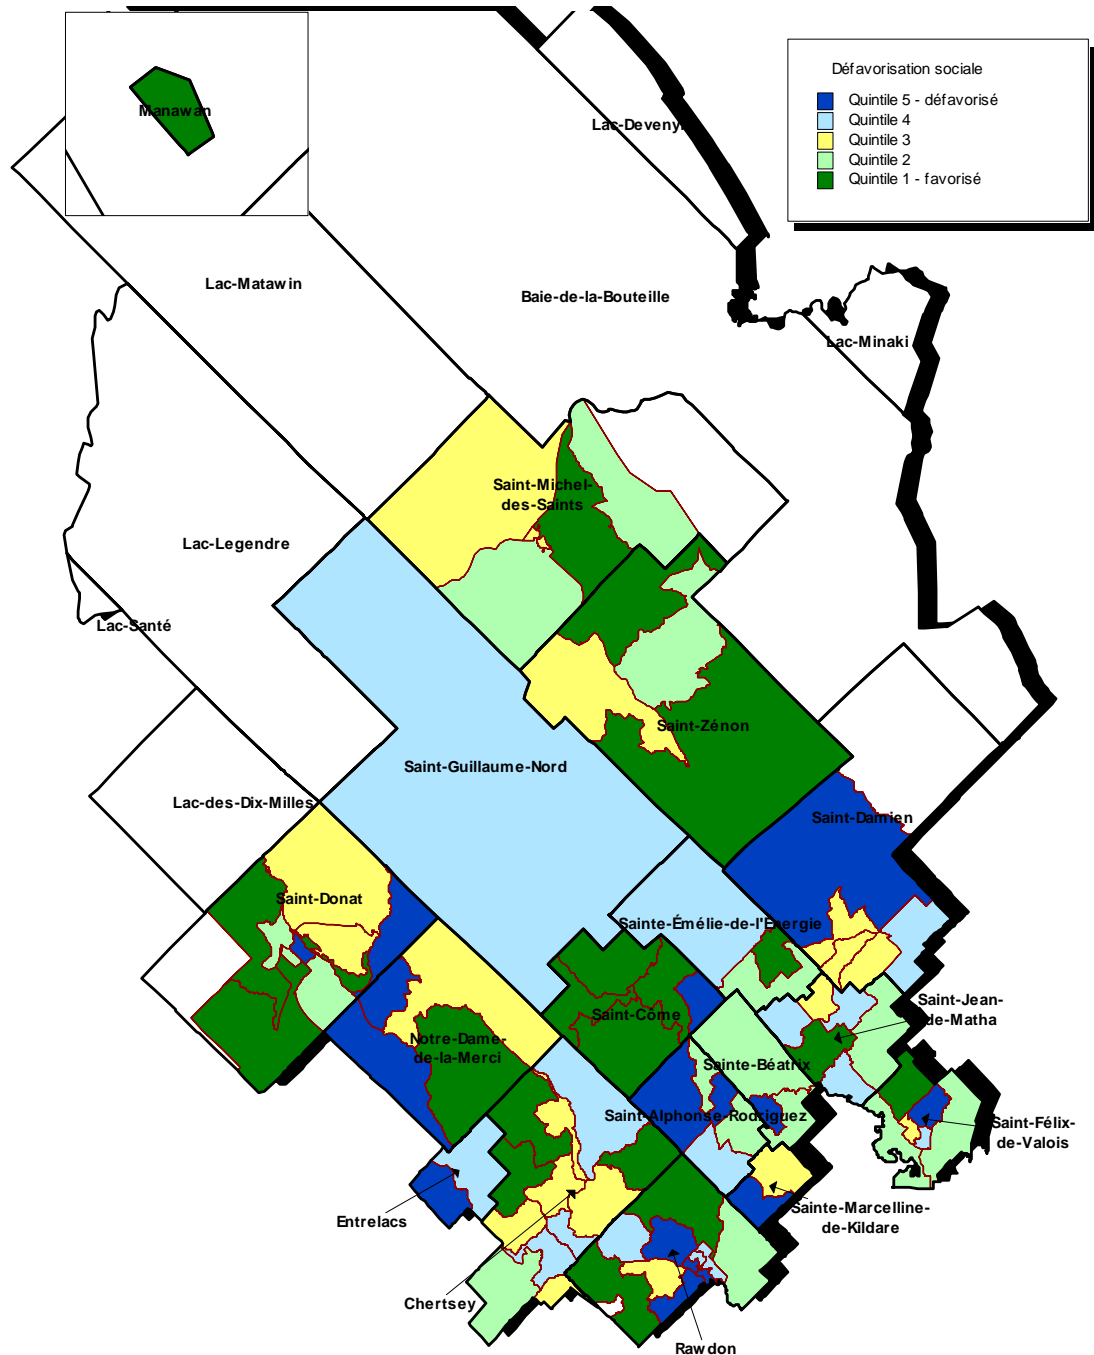 Défavorisation sociale
Quintile 5 - défavorisé
Quintile 4
Quintile 3
Quintile 2
Quintile 1 - favorisé
Manawan
Lac-Deveny
Lac-Matawin
Baie-de-la-Bouteille
Lac-Minaki
Saint-Michel-
des-Saints
Lac-Legendre
Lac-Santé
Saint-Zénon
Saint-Guillaume-Nord
Lac-des-Dix-Milles
Saint-Damien
Saint-Donat
Sainte-Émélie-de-l'Énergie
Saint-Jean-
de-Matha
Saint-Côme
Notre-Dame-
de-la-Merci
Sainte-Béatrix
Saint-Alphonse-Rodriguez
Saint-Félix-
de-Valois
Entrelacs
Sainte-Marcelline-
de-Kildare
Chertsey
Rawdon